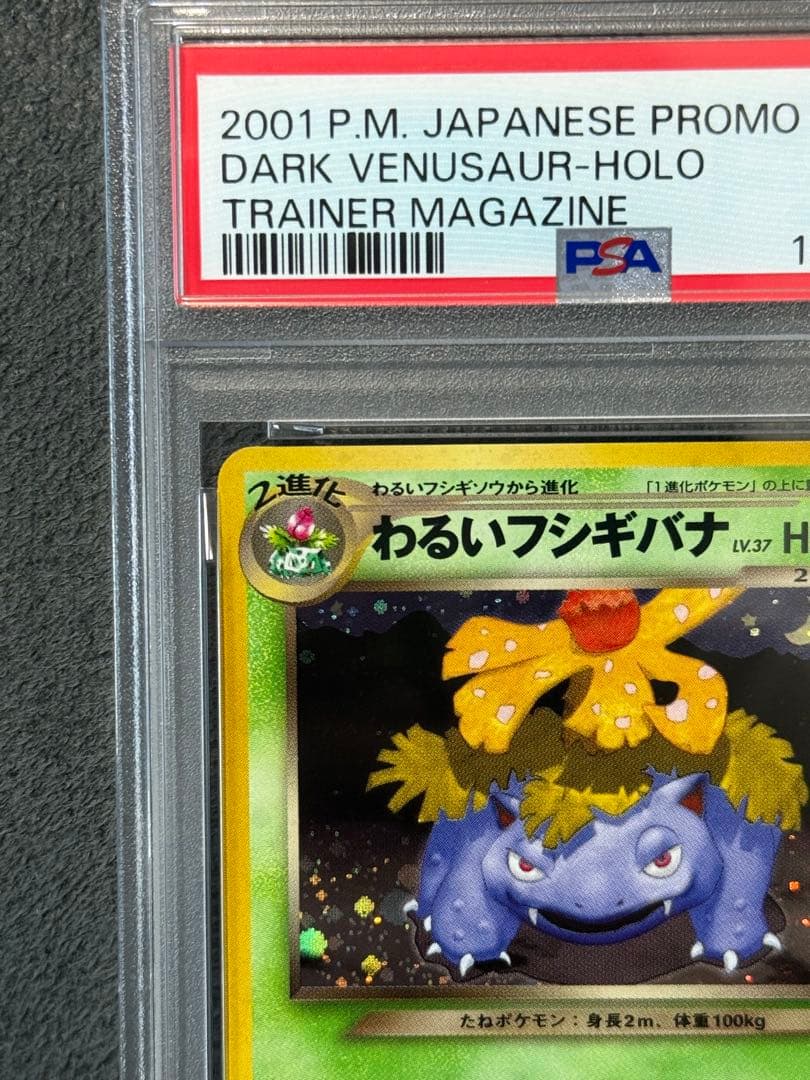 2001 P.M. JAPANESE PROMO
DARK VENUSAUR-HOLO
TRAINER MAGAZINE
PSA
1
2進化
わるいフシギソウから進化
「1進化ポケモン」の上に
わるいフシギバナ LV.37 H
2
たねポケモン:身長2m、体重100kg